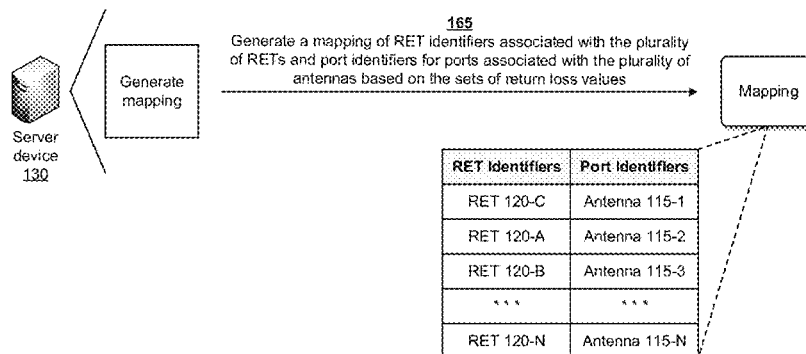 165
Generate a mapping of RET identifiers associated with the plurality
of RETs and port identifiers for ports associated with the plurality of
antennas based on the sets of return loss values
Generate
mapping
Mapping
Server
device
130
RET Identifiers Port Identifiers
RET 120-C Antenna 115-1
RET 120-A Antenna 115-2
RET 120-B Antenna 115-3
* * * * * *
RET 120-N Antenna 115-N